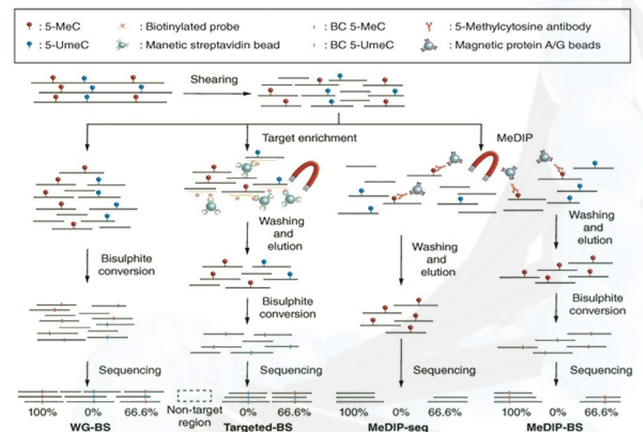 : 5-MeC
: Biotinylated probe
: BC 5-MeC
: 5-Methylcytosine antibody
: 5-UmeC
: Manetic streptavidin bead
: BC 5-UmeC
: Magnetic protein A/G beads
Shearing
Target enrichment
MeDIP
Washing
and
elution
Washing
and
elution
Washing
and
elution
Bisulphite
conversion
Bisulphite
conversion
Bisulphite
conversion
Sequencing
Sequencing
Sequencing
Sequencing
100% 0% 66.6%
Non-target
region
0% 66.6%
100% 0% 66.6%
100% 0% 66.6%
WG-BS
Targeted-BS
MeDIP-seq
MeDIP-BS